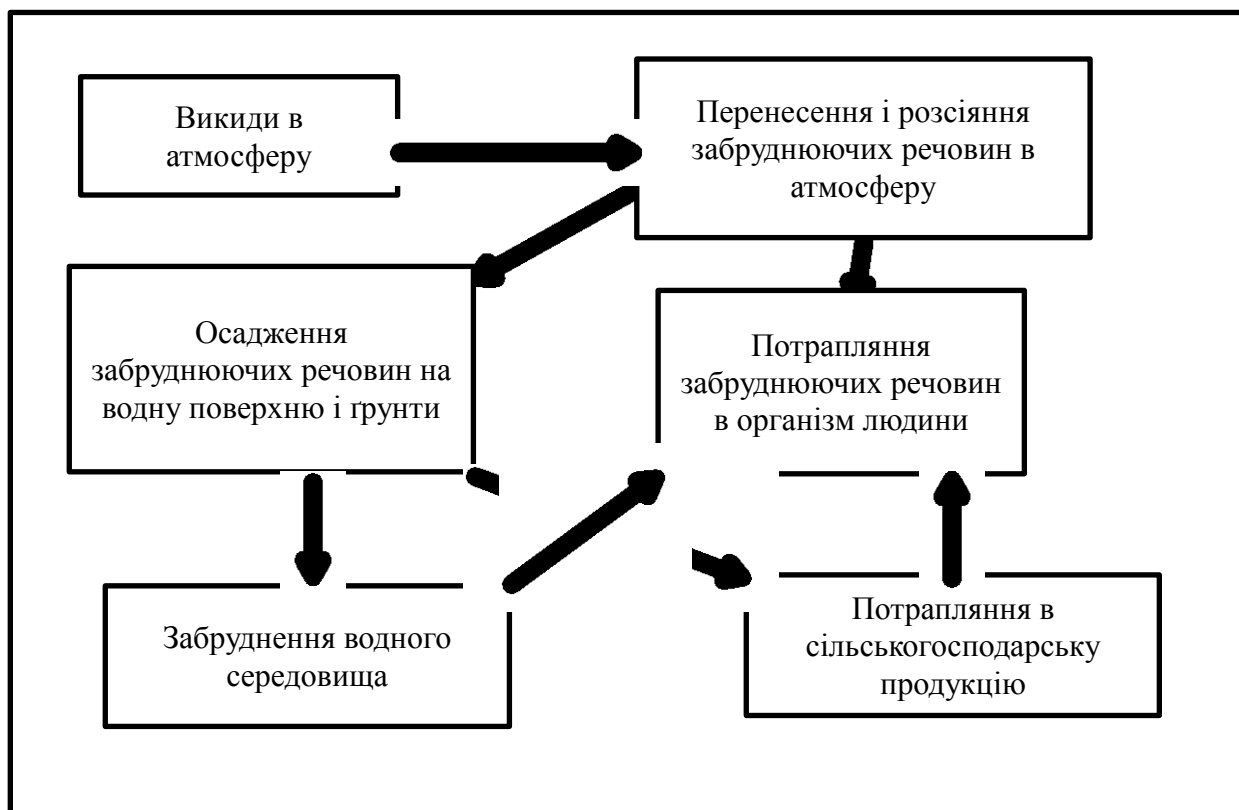 Викиди в
атмосферу
Перенесення і розсіяння
забруднюючих речовин в
атмосферу
Осадження
забруднюючих речовин на
водну поверхню і ґрунти
Потрапляння
забруднюючих речовин
в організм людини
Забруднення водного
середовища
Потрапляння в
сільськогосподарську
продукцію